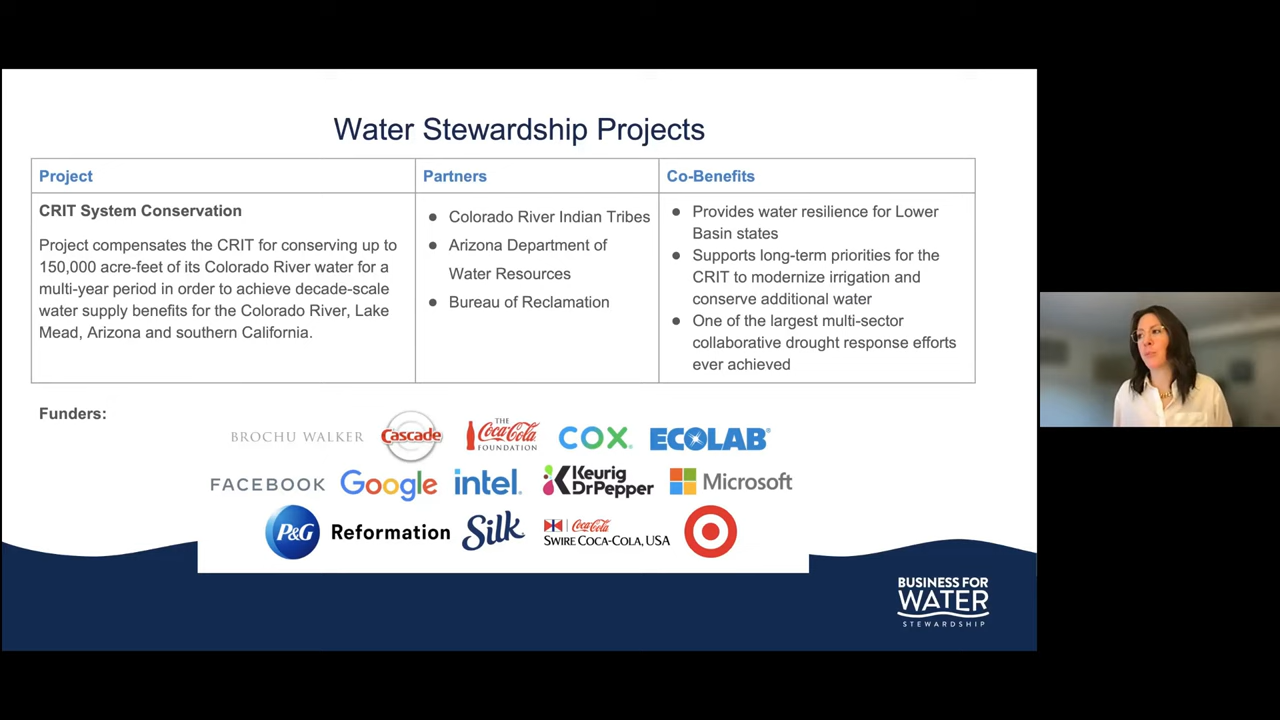 Water Stewardship Projects
Project
Partners
Co-Benefits
CRIT System Conservation
Project compensates the CRIT for conserving up to
150,000 acre-feet of its Colorado River water for a
multi-year period in order to achieve decade-scale
water supply benefits for the Colorado River, Lake
Mead, Arizona and southern California.
● Colorado River Indian Tribes
● Arizona Department of
Water Resources
● Bureau of Reclamation
● Provides water resilience for Lower
Basin states
● Supports long-term priorities for the
CRIT to modernize irrigation and
conserve additional water
● One of the largest multi-sector
collaborative drought response efforts
ever achieved
Funders:
BROCHU WALKER
Cascade
THE
Coca-Cola
FOUNDATION
COX®
ECOLAB®
FACEBOOK
Google
intel.
Keurig
DrPepper
Microsoft
P&G
Reformation
Silk
Coca-Cola
SWIRE COCA-COLA, USA
BUSINESS FOR
WATER
STEWARDSHIP